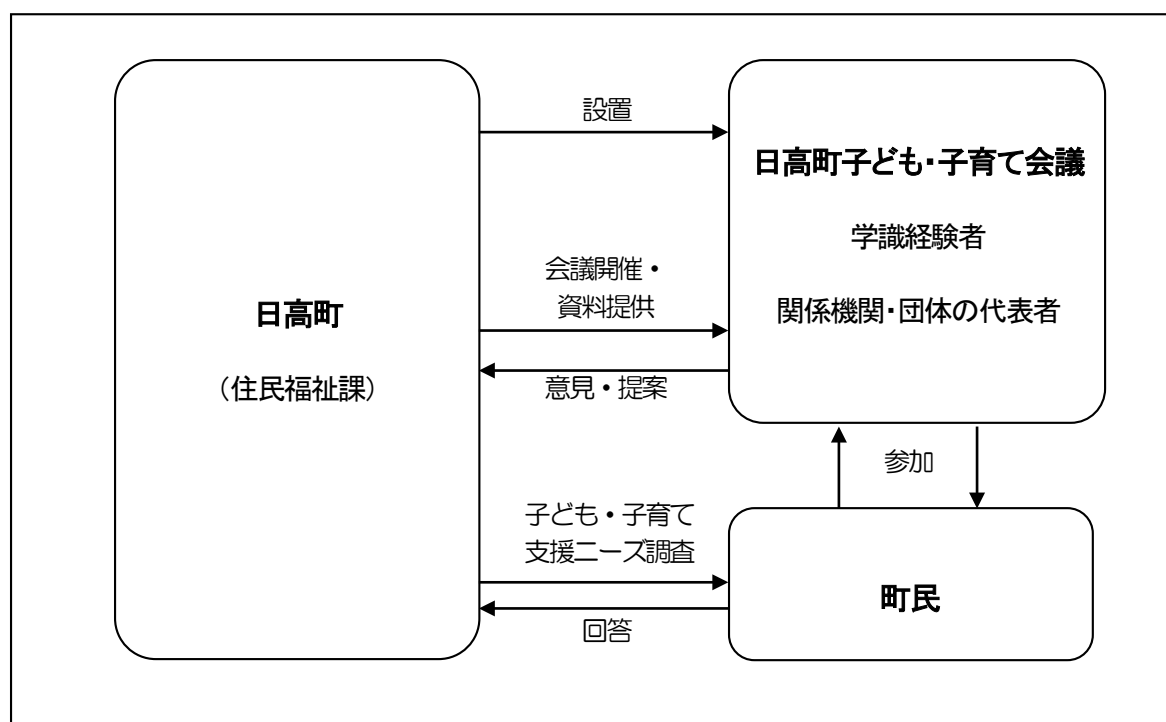 設置
日高町子ども・子育て会議
学識経験者
関係機関・団体の代表者
会議開催・
資料提供
日高町
（住民福祉課）
意見・提案
参加
子ども・子育て
支援ニーズ調査
町民
回答